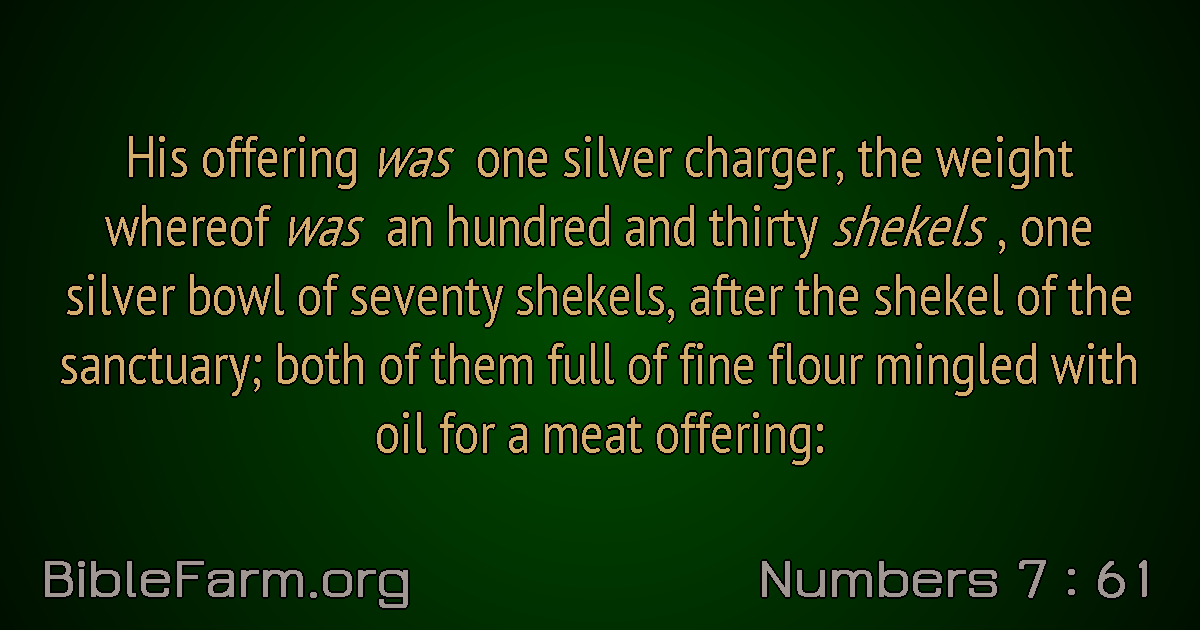 His offering was one silver charger, the weight
whereof was an hundred and thirty shekels , one
silver bowl of seventy shekels, after the shekel of the
sanctuary; both of them full of fine flour mingled with
oil for a meat offering:
BibleFarm.org
Numbers 7 : 61